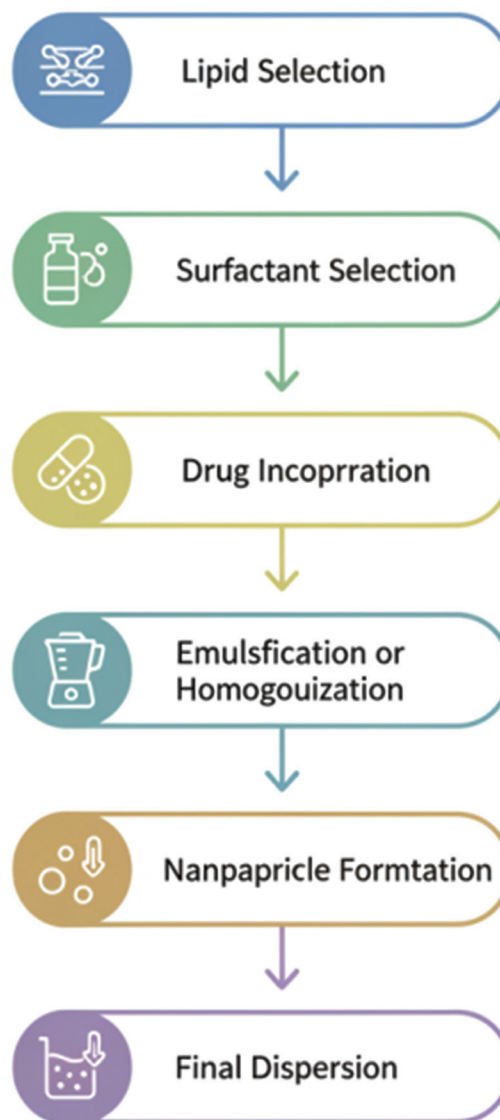 Lipid Selection
Surfactant Selection
Drug Incoprration
Emulsfication or
Homogouization
Nanpapricle Formtation
Final Dispersion